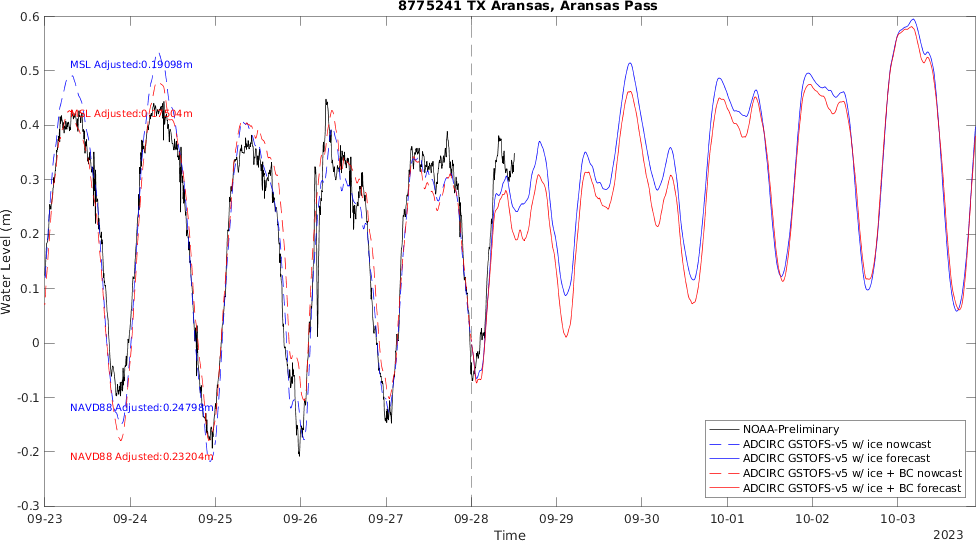 8775241 TX Aransas, Aransas Pass
0.6
0.5
0.4
0.3
0.2
0.1
0
-0.1
-0.2
-0.3
Water Level (m)
MSL Adjusted:0.19098m
MSL Adjusted:
NAVD88 Adjusted:0.24798m
NAVD88 Adjusted:0.23204m
NOAA-Preliminary
ADCIRC GSTOFS-v5 w/ ice nowcast
ADCIRC GSTOFS-v5 w/ ice forecast
ADCIRC GSTOFS-v5 w/ ice + BC nowcast
ADCIRC GSTOFS-v5 w/ ice + BC forecast
09-23 09-24 09-25 09-26 09-27 09-28 09-29 09-30 10-01 10-02 10-03
Time
2023